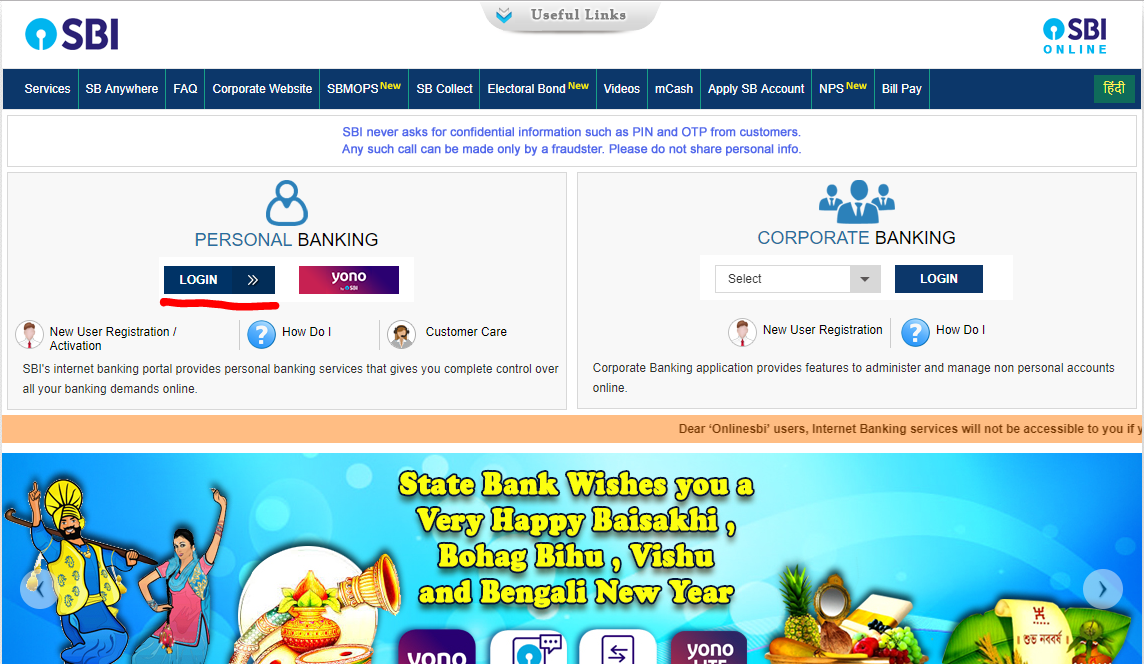 Useful Links
SBI
SBI
ONLINE
Services
SB Anywhere
FAQ
Corporate Website
SBMOPS New
SB Collect
Electoral Bond New
Videos
mCash
Apply SB Account
NPS New
Bill Pay
हिंदी
SBI never asks for confidential information such as PIN and OTP from customers.
Any such call can be made only by a fraudster. Please do not share personal info.
PERSONAL BANKING
LOGIN
yono
by SBI
New User Registration /
Activation
How Do I
Customer Care
SBI's internet banking portal provides personal banking services that gives you complete control over
all your banking demands online.
CORPORATE BANKING
Select
LOGIN
New User Registration
How Do I
Corporate Banking application provides features to administer and manage non personal accounts
online.
Dear ‘Onlinesbi’ users, Internet Banking services will not be accessible to you if y
State Bank Wishes you a
Very Happy Baisakhi ,
Bohag Bihu , Vishu
and Bengali New Year
yono
yono
LITE
শুভ নববর্ষ